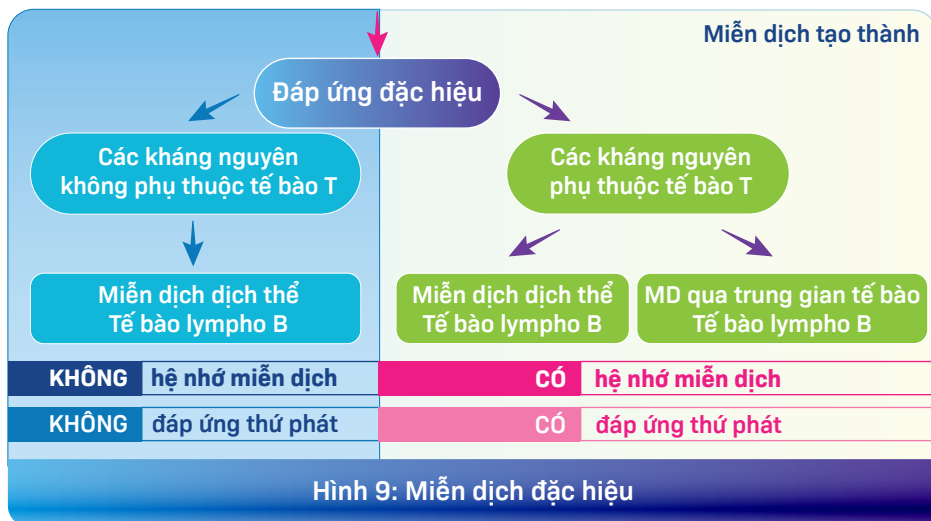 Miễn dịch tạo thành
Đáp ứng đặc hiệu
Các kháng nguyên
không phụ thuộc tế bào T
Các kháng nguyên
phụ thuộc tế bào T
Miễn dịch dịch thể
Tế bào lympho B
Miễn dịch dịch thể
Tế bào lympho B
MD qua trung gian tế bào
Tế bào lympho B
KHÔNG hệ nhớ miễn dịch
CÓ hệ nhớ miễn dịch
KHÔNG đáp ứng thứ phát
CÓ đáp ứng thứ phát
Hình 9: Miễn dịch đặc hiệu